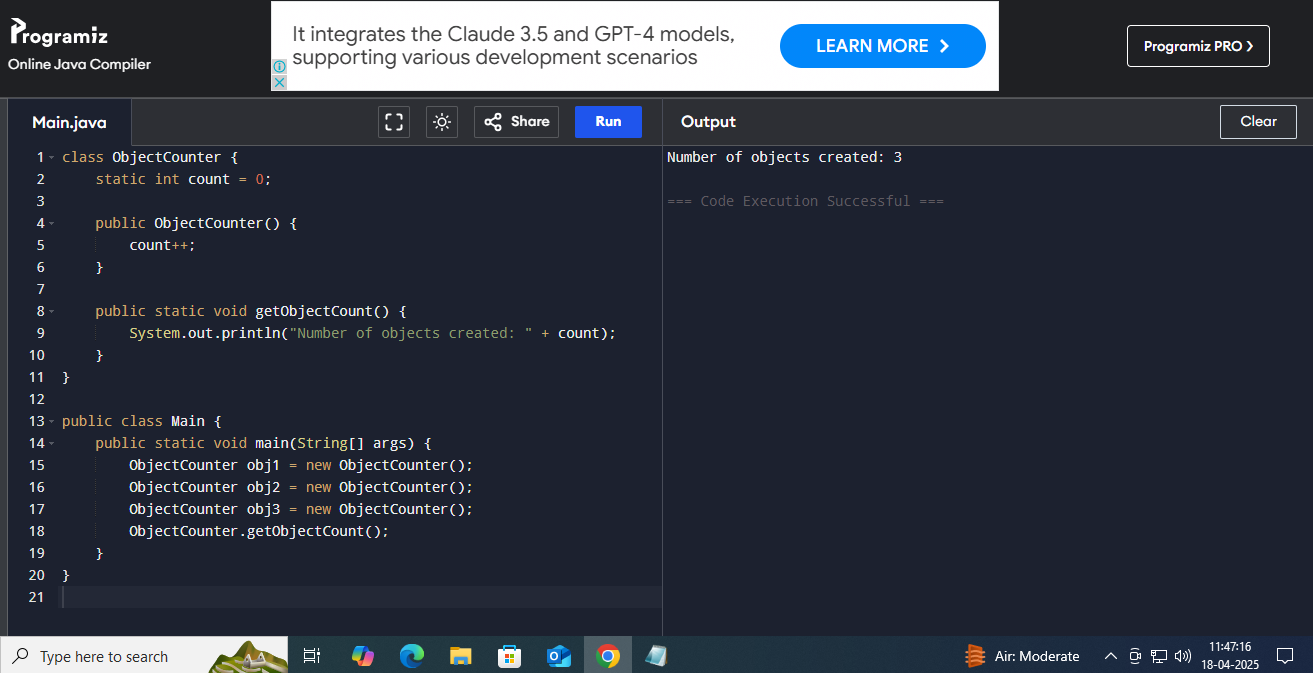 Programiz
Online Java Compiler
It integrates the Claude 3.5 and GPT-4 models,
supporting various development scenarios
LEARN MORE
Programiz PRO
Main.java
Share
Run
Output
Clear
1 class ObjectCounter {
2     static int count = 0;
3
4     public ObjectCounter() {
5         count++;
6     }
7
8     public static void getObjectCount() {
9         System.out.println("Number of objects created: " + count);
10     }
11 }
12
13 public class Main {
14     public static void main(String[] args) {
15         ObjectCounter obj1 = new ObjectCounter();
16         ObjectCounter obj2 = new ObjectCounter();
17         ObjectCounter obj3 = new ObjectCounter();
18         ObjectCounter.getObjectCount();
19     }
20 }
21
Number of objects created: 3
=== Code Execution Successful ===
Type here to search
Air: Moderate
11:47:16
18-04-2025